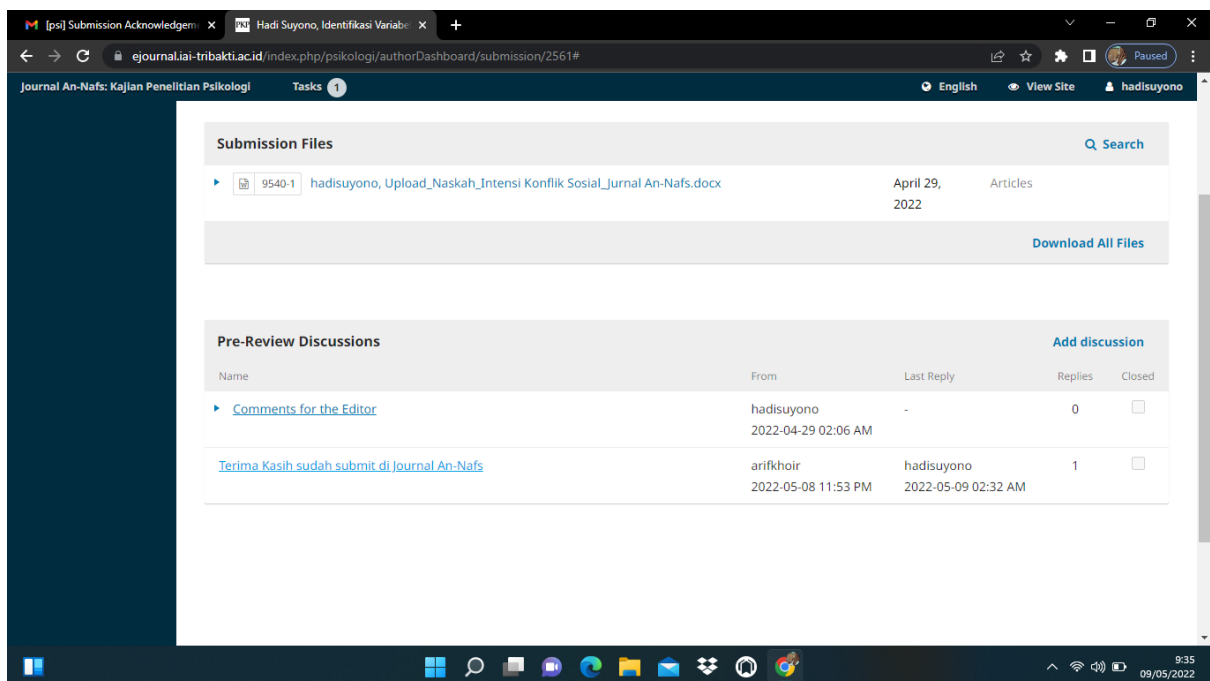 [psi] Submission Acknowledgem
PKP Hadi Suyono, Identifikasi Variabe
ejournal.iai-tribakti.ac.id/index.php/psikologi/authorDashboard/submission/2561#
Paused
Journal An-Nafs: Kajian Penelitian Psikologi Tasks 1 English View Site hadisuyono
Submission Files Search
9540-1 hadisuyono, Upload_Naskah_Intensi Konflik Sosial_Jurnal An-Nafs.docx April 29, Articles
2022
Download All Files
Pre-Review Discussions Add discussion
Name From Last Reply Replies Closed
Comments for the Editor hadisuyono - 0
2022-04-29 02:06 AM
Terima Kasih sudah submit di Journal An-Nafs arifkhoir hadisuyono 1
2022-05-08 11:53 PM 2022-05-09 02:32 AM
9:35
09/05/2022